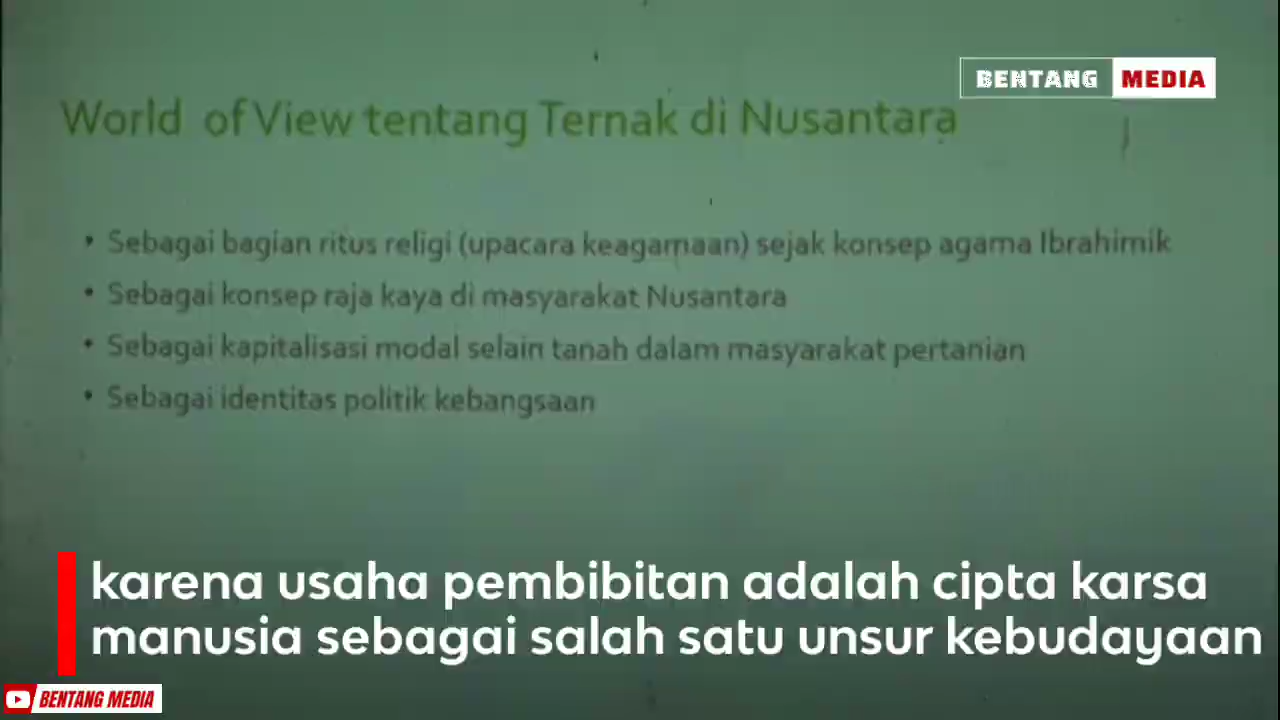 BENTANG MEDIA
World of View tentang Ternak di Nusantara
• Sebagai bagian ritus religi (upacara keagamaan) sejak konsep agama Ibrahimik
• Sebagai konsep raja kaya di masyarakat Nusantara
• Sebagai kapitalisasi modal selain tanah dalam masyarakat pertanian
• Sebagai identitas politik kebangsaan
karena usaha pembibitan adalah cipta karsa
manusia sebagai salah satu unsur kebudayaan
BENTANG MEDIA